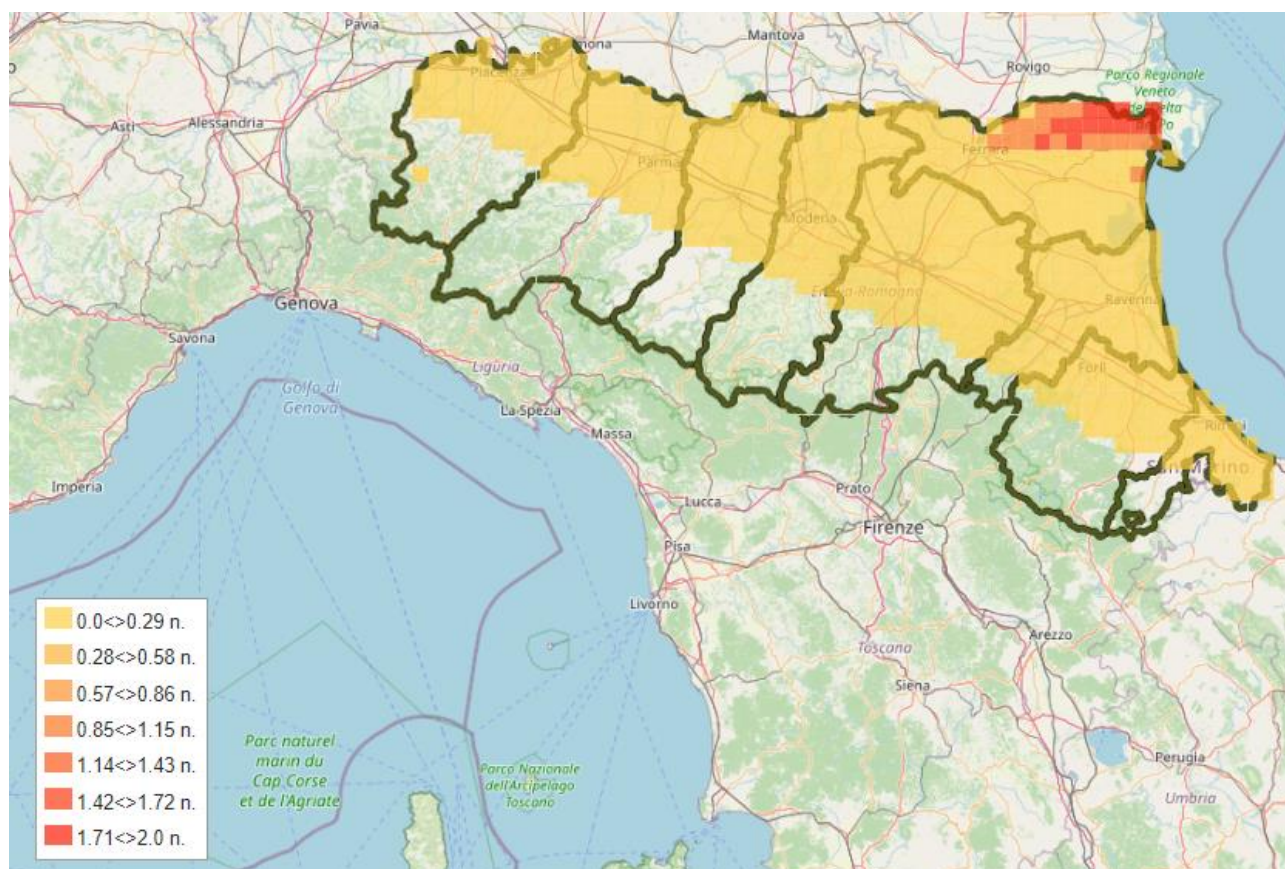 Pavia
Mantova
mona
Rovigo
Piacenza
Parco Regionale
Veneto
del Delta
Po
Asti
Alessandria
Parma
Ferrara
Modena
Emilia-Romagna
Ravenna
Genova
Savona
Liguria
Golfo di
Genova
Forlì
La Spezia
Massa
Rimini
San Marino
Imperia
Lucca
Prato
Firenze
Pisa
Livorno
Arezzo
Toscana
Siena
Perugia
Umbria
Parc naturel
marin du
Cap Corse
et de l'Agriate
Parco Nazionale
dell'Arcipelago
Toscano
0.0<>0.29 n.
0.28<>0.58 n.
0.57<>0.86 n.
0.85<>1.15 n.
1.14<>1.43 n.
1.42<>1.72 n.
1.71<>2.0 n.